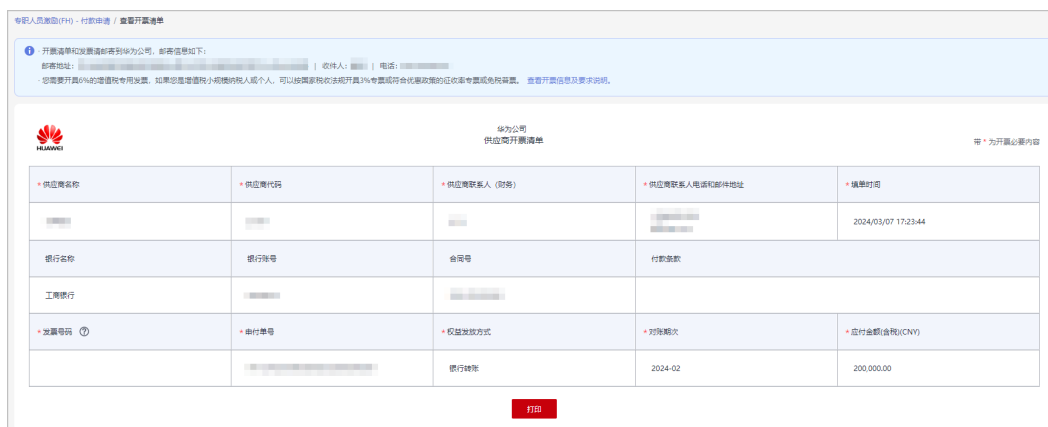 专职人员激励(FH) - 付款申请 / 查看开票清单
· 开票清单和发票请邮寄到华为公司，邮寄信息如下：
邮寄地址： | 收件人： | 电话：
· 您需要开具6%的增值税专用发票，如果您是增值税小规模纳税人或个人，可以按国家税收法规开具3%专票或符合优惠政策的征收率专票或免税普票。 查看开票信息及要求说明。
HUAWEI
华为公司
供应商开票清单
带 * 为开票必要内容
* 供应商名称 * 供应商代码 * 供应商联系人（财务） * 供应商联系人电话和邮件地址 * 填单时间
2024/03/07 17:23:44
银行名称 银行账号 合同号 付款条款
工商银行
* 发票号码 * 申付单号 * 权益发放方式 * 对账期次 * 应付金额(含税)(CNY)
银行转账 2024-02 200,000.00
打印